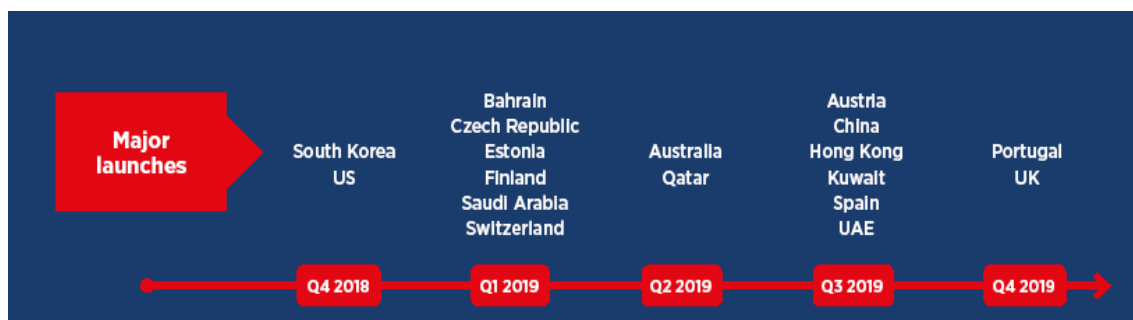 Major
launches
South Korea
US
Bahrain
Czech Republic
Estonia
Finland
Saudi Arabia
Switzerland
Australia
Qatar
Austria
China
Hong Kong
Kuwait
Spain
UAE
Portugal
UK
Q4 2018
Q1 2019
Q2 2019
Q3 2019
Q4 2019